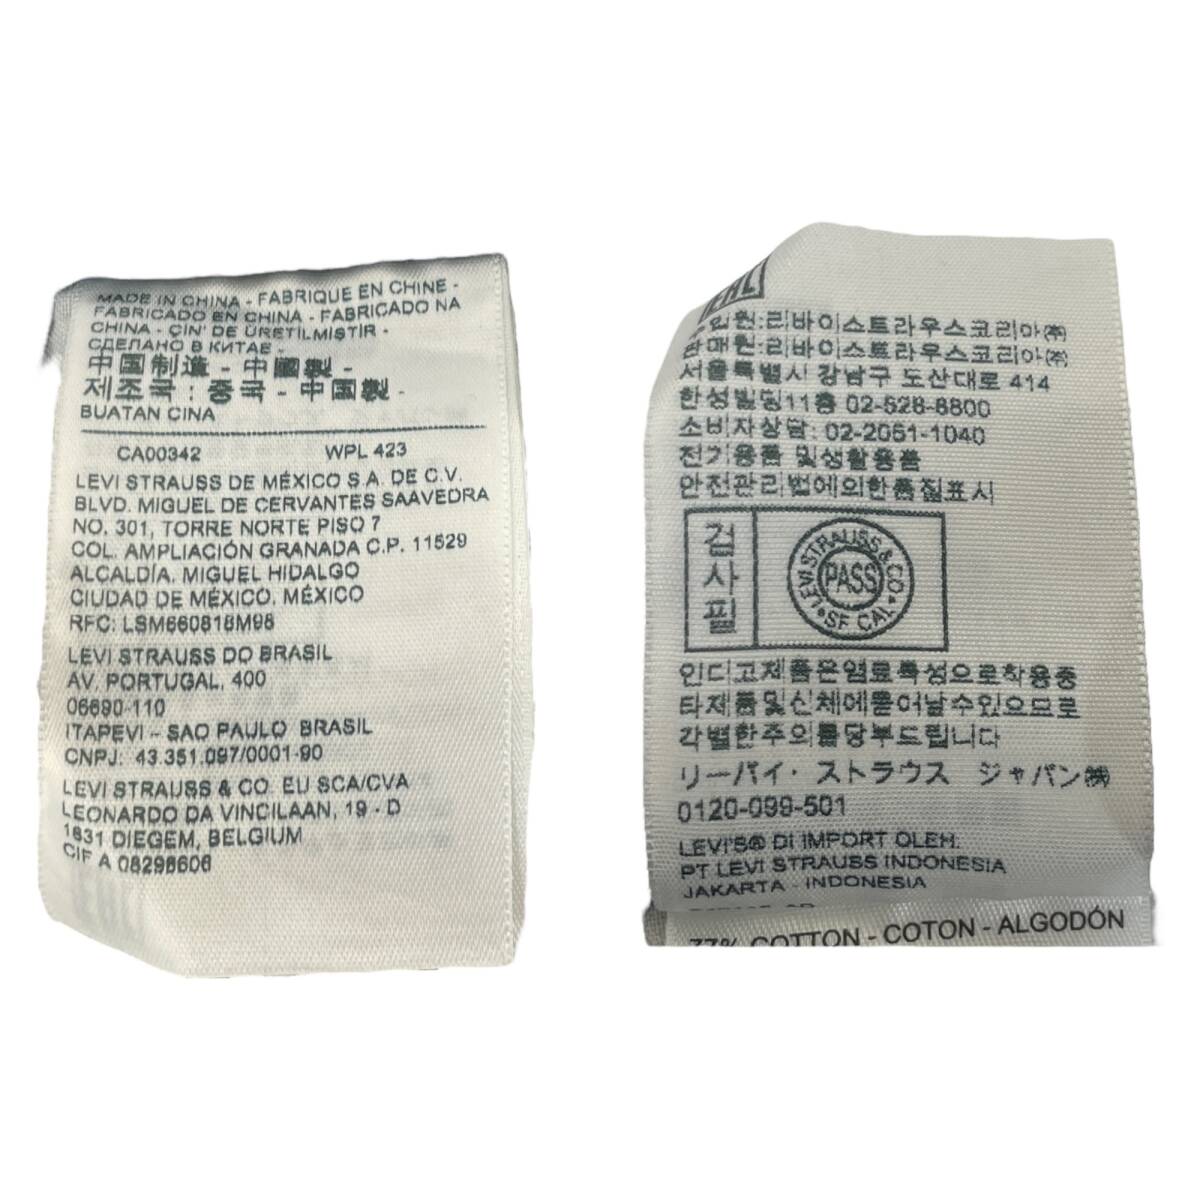 MADE IN CHINA - FABRIQUE EN CHINE -
FABRICADO EN CHINA - FABRICADO NA
CHINA - ÇIN' DE ÜRETILMISTIR -
СДЕЛАНО В КИТАЕ -
中国制造 - 中國製 -
제조국 : 중국 - 中国製 -
BUATAN CINA
CA00342 WPL 423
LEVI STRAUSS DE MÉXICO S.A. DE C.V.
BLVD. MIGUEL DE CERVANTES SAAVEDRA
NO. 301, TORRE NORTE PISO 7
COL. AMPLIACIÓN GRANADA C.P. 11529
ALCALDÍA. MIGUEL HIDALGO
CIUDAD DE MÉXICO, MÉXICO
RFC: LSM660818M98
LEVI STRAUSS DO BRASIL
AV. PORTUGAL, 400
06690-110
ITAPEVI - SAO PAULO BRASIL
CNPJ: 43.351.097/0001-90
LEVI STRAUSS & CO. EU SCA/CVA
LEONARDO DA VINCILAAN, 19 - D
1831 DIEGEM, BELGIUM
CIF A 08296606
수입원:리바이스트라우스코리아㈜
판매원:리바이스트라우스코리아㈜
서울특별시 강남구 도산대로 414
한성빌딩11층 02-528-8800
소비자상담: 02-2051-1040
전기용품 및생활용품
안전관리법에의한품질표시
검사필
LEVI STRAUSS & CO. SF CAL
PASS
인디고제품은염료특성으로착용중
타제품및신체에물이날수있으므로
각별한주의를당부드립니다
リーバイ・ストラウス ジャパン㈱
0120-099-501
LEVI'S® DI IMPORT OLEH:
PT LEVI STRAUSS INDONESIA
JAKARTA - INDONESIA
77% COTTON - COTON - ALGODÓN